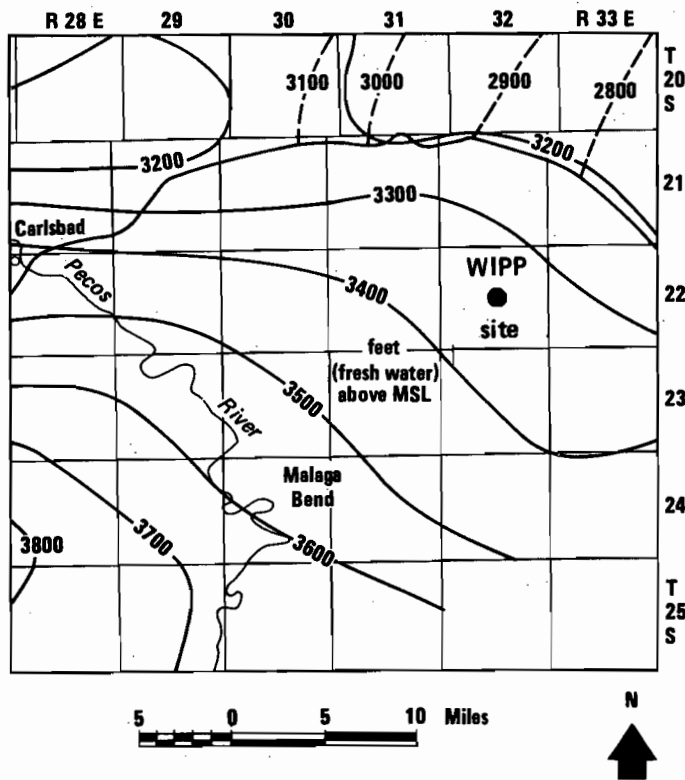 R 28 E 29 30 31 32 R 33 E
T
20
S
3100 3000 2900 2800
3200 3200
21
3300
Carlsbad
WIPP
Pecos
3400
22
site
feet
(fresh water)
above MSL
3500
23
River
Malaga
Bend
24
3800 3700 3600
T
25
S
5 0 5 10 Miles
N